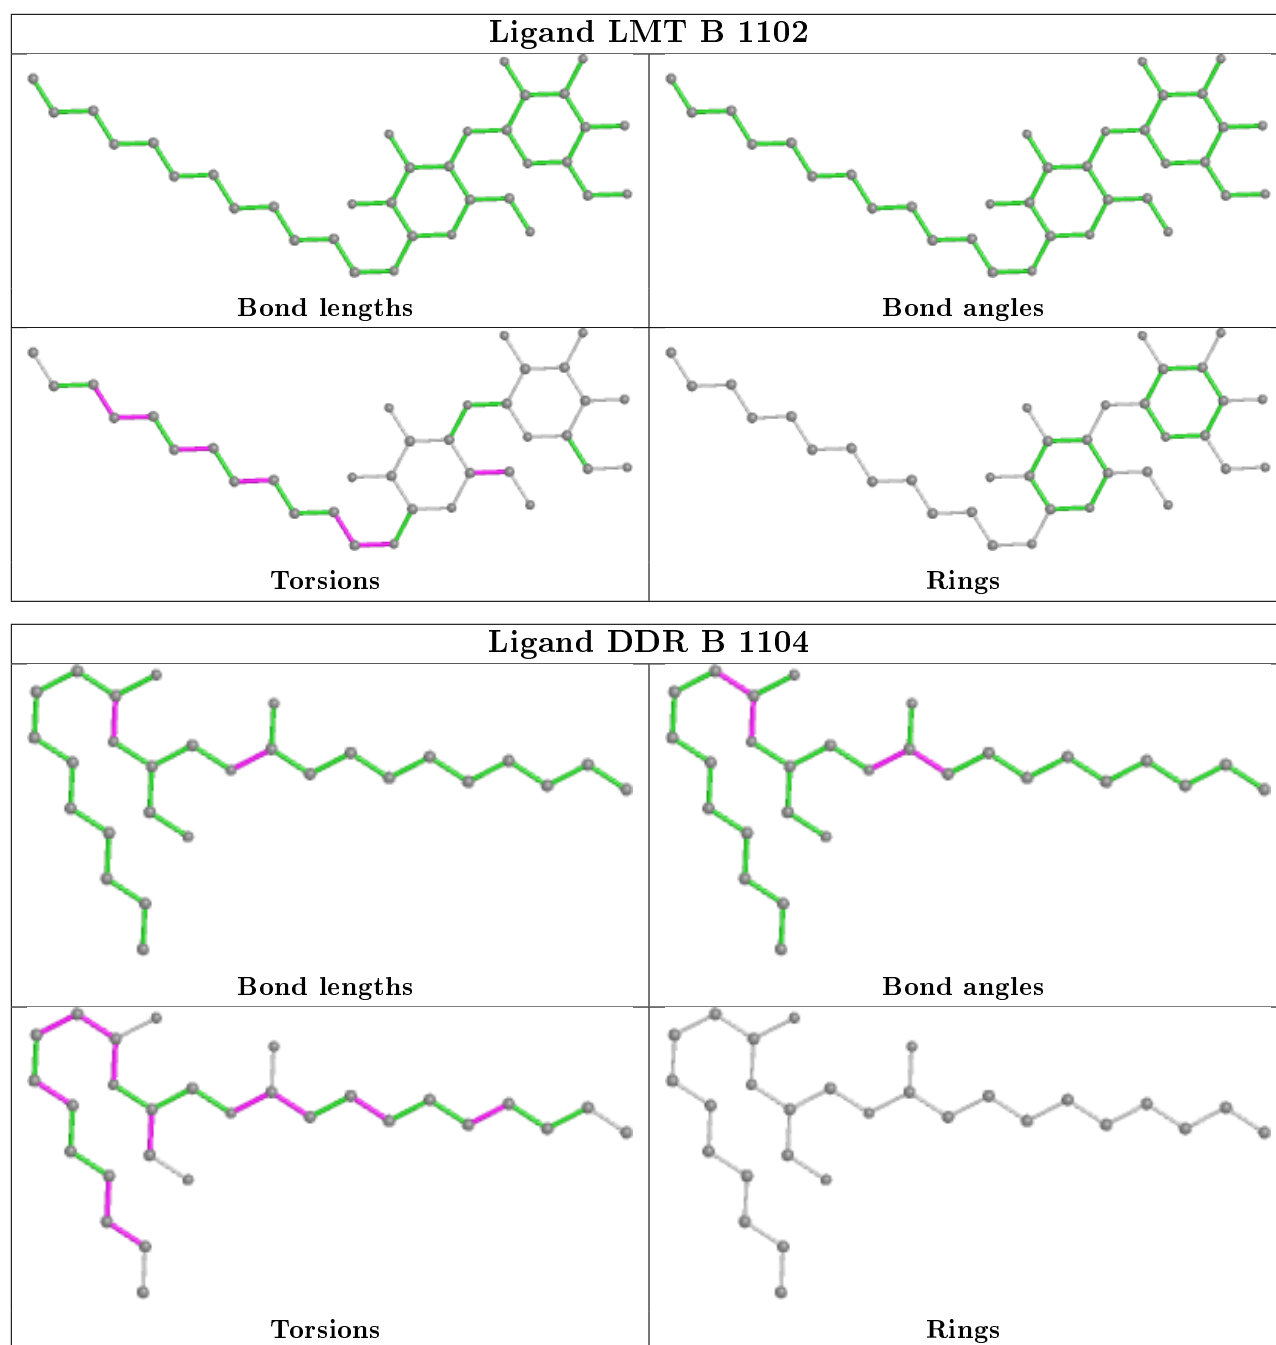 Ligand LMT B 1102
Bond lengths
Bond angles
Torsions
Rings
Ligand DDR B 1104
Bond lengths
Bond angles
Torsions
Rings